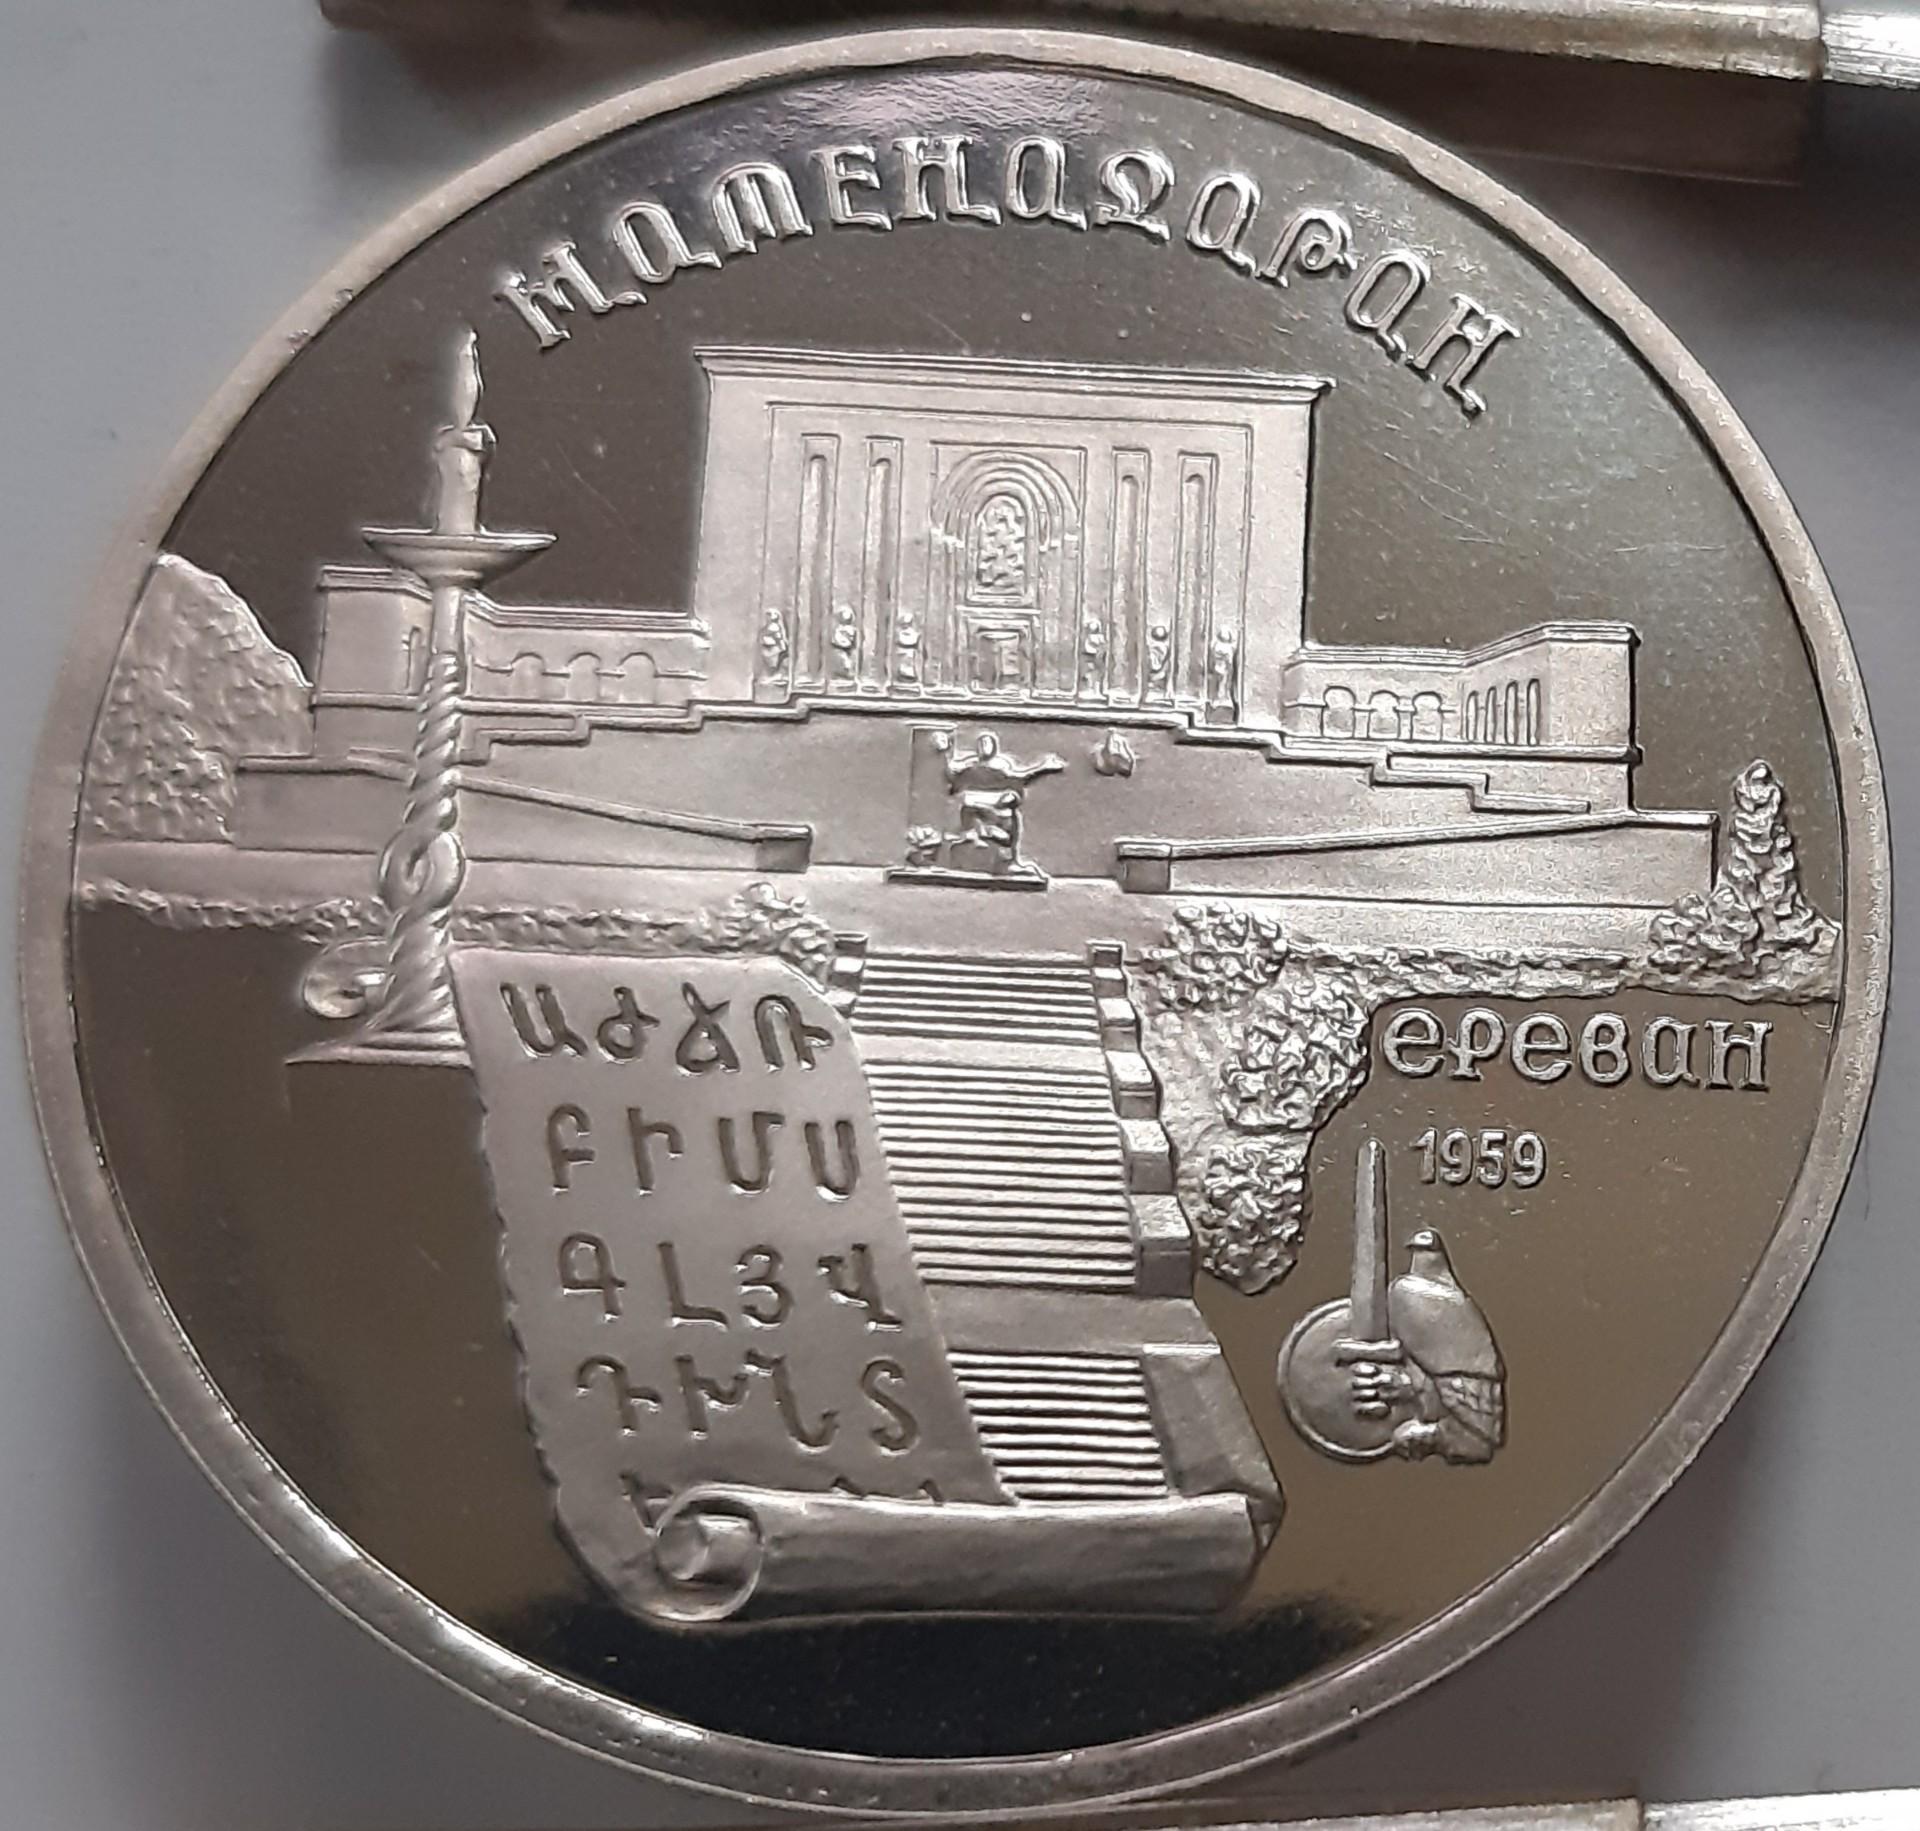 МАТЕНАДАРАН
Ա Ժ Ճ Ռ
Բ Ի Մ Ս
Գ Լ Յ Վ
Դ Խ Ն Տ
ЕРЕВАН
1959